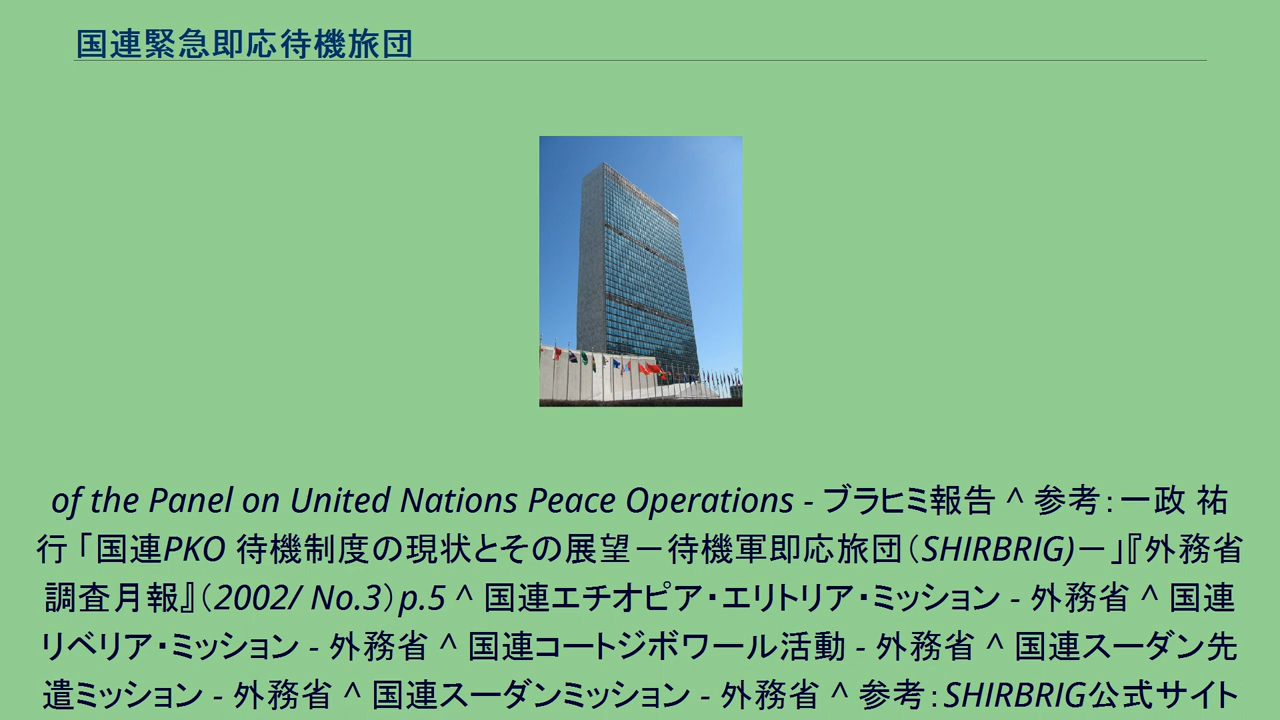 国連緊急即応待機旅団
of the Panel on United Nations Peace Operations - ブラヒミ報告 ^ 参考：一政 祐
行「国連PKO 待機制度の現状とその展望－待機軍即応旅団（SHIRBRIG)－」『外務省
調査月報』（2002/ No.3）p.5 ^ 国連エチオピア・エリトリア・ミッション - 外務省 ^ 国連
リベリア・ミッション - 外務省 ^ 国連コートジボワール活動 - 外務省 ^ 国連スーダン先
遣ミッション - 外務省 ^ 国連スーダンミッション - 外務省 ^ 参考：SHIRBRIG公式サイト